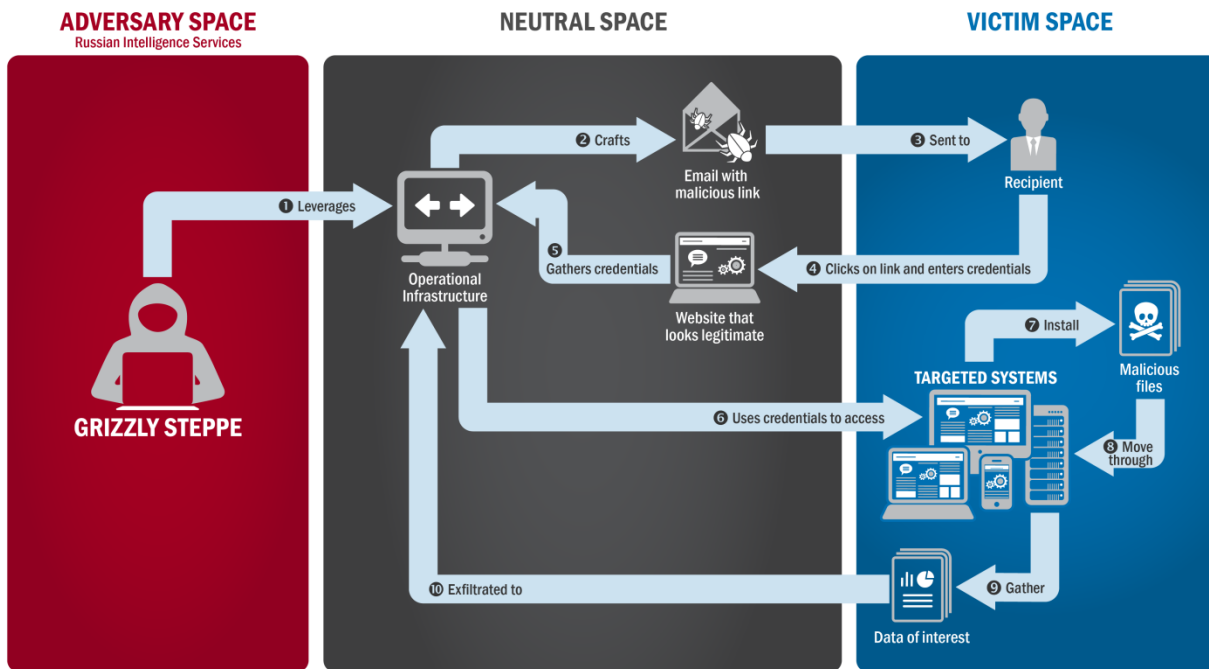 ADVERSARY SPACE
Russian Intelligence Services
NEUTRAL SPACE
VICTIM SPACE
❶ Leverages
❷ Crafts
Email with
malicious link
❸ Sent to
Recipient
❹ Clicks on link and enters credentials
Website that
looks legitimate
❺
Gathers credentials
Operational
Infrastructure
GRIZZLY STEPPE
❻ Uses credentials to access
TARGETED SYSTEMS
❼ Install
Malicious
files
❽ Move
through
❾ Gather
Data of interest
❿ Exfiltrated to